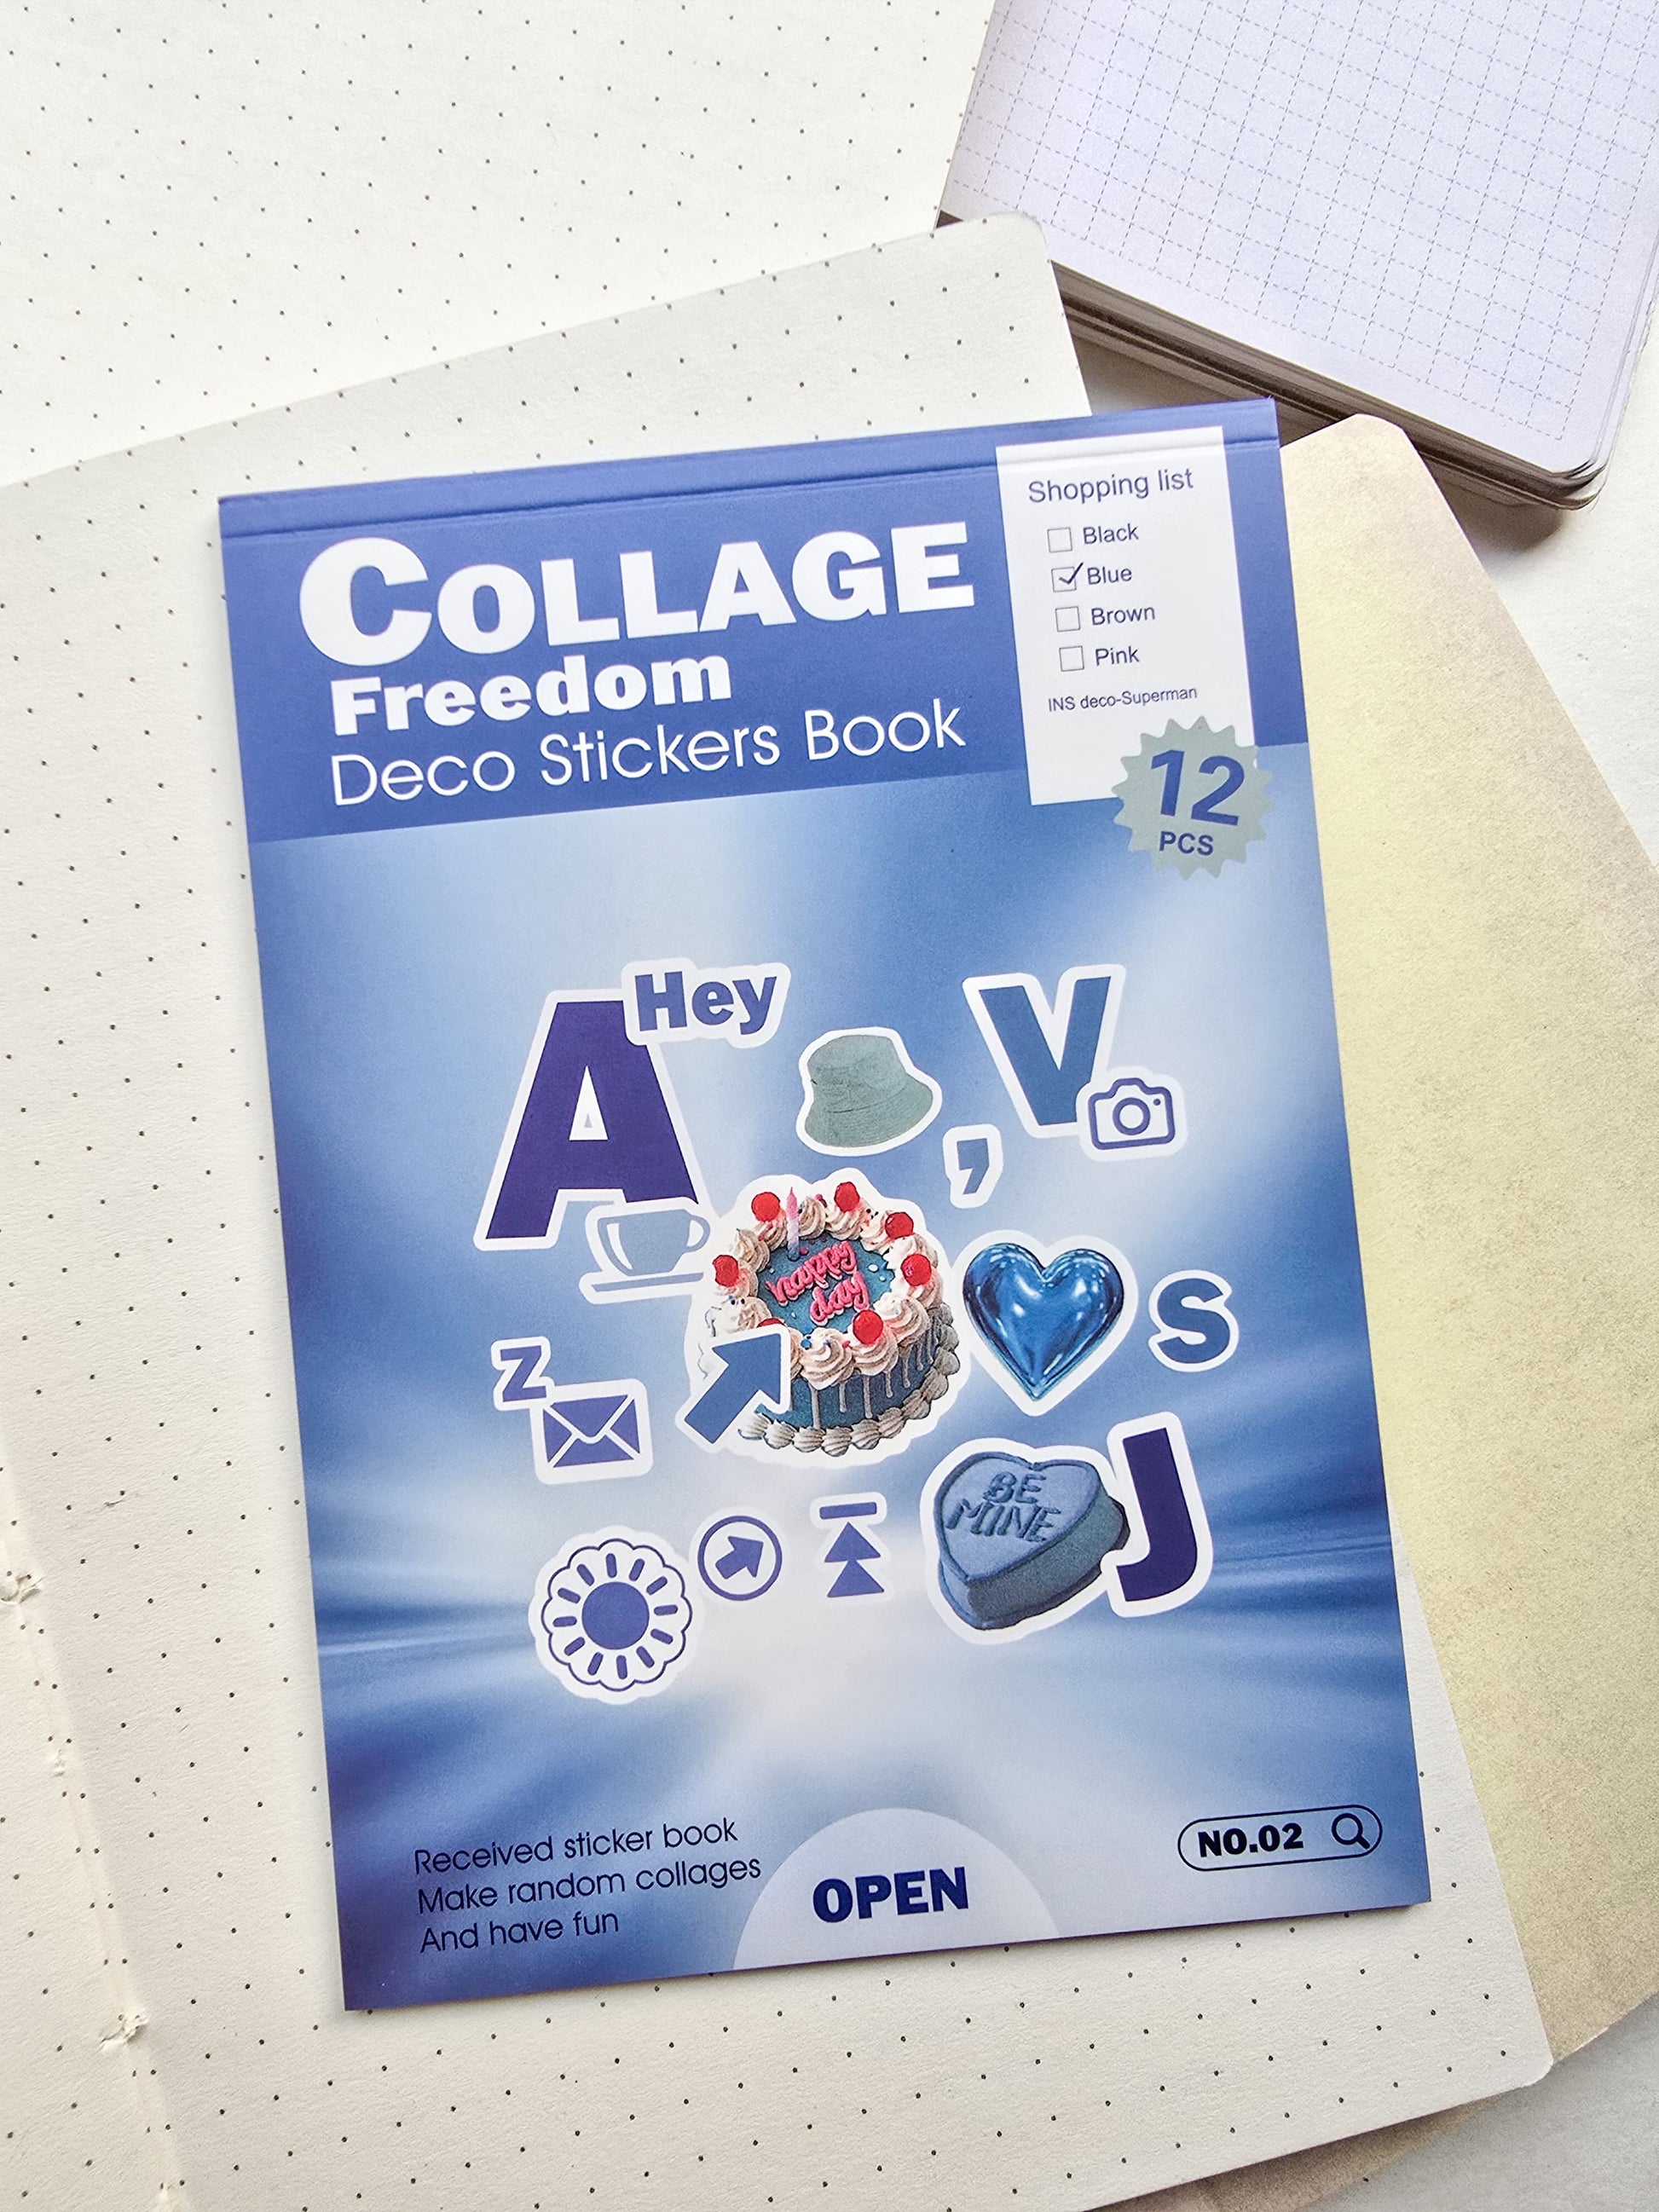 COLLAGE
Freedom
Deco Stickers Book
Shopping list
Black
Blue
Brown
Pink
INS deco-Superman
12
PCS
Hey
A
V
,
happy
day
S
Z
BE
MINE
J
Received sticker book
Make random collages
And have fun
OPEN
NO.02